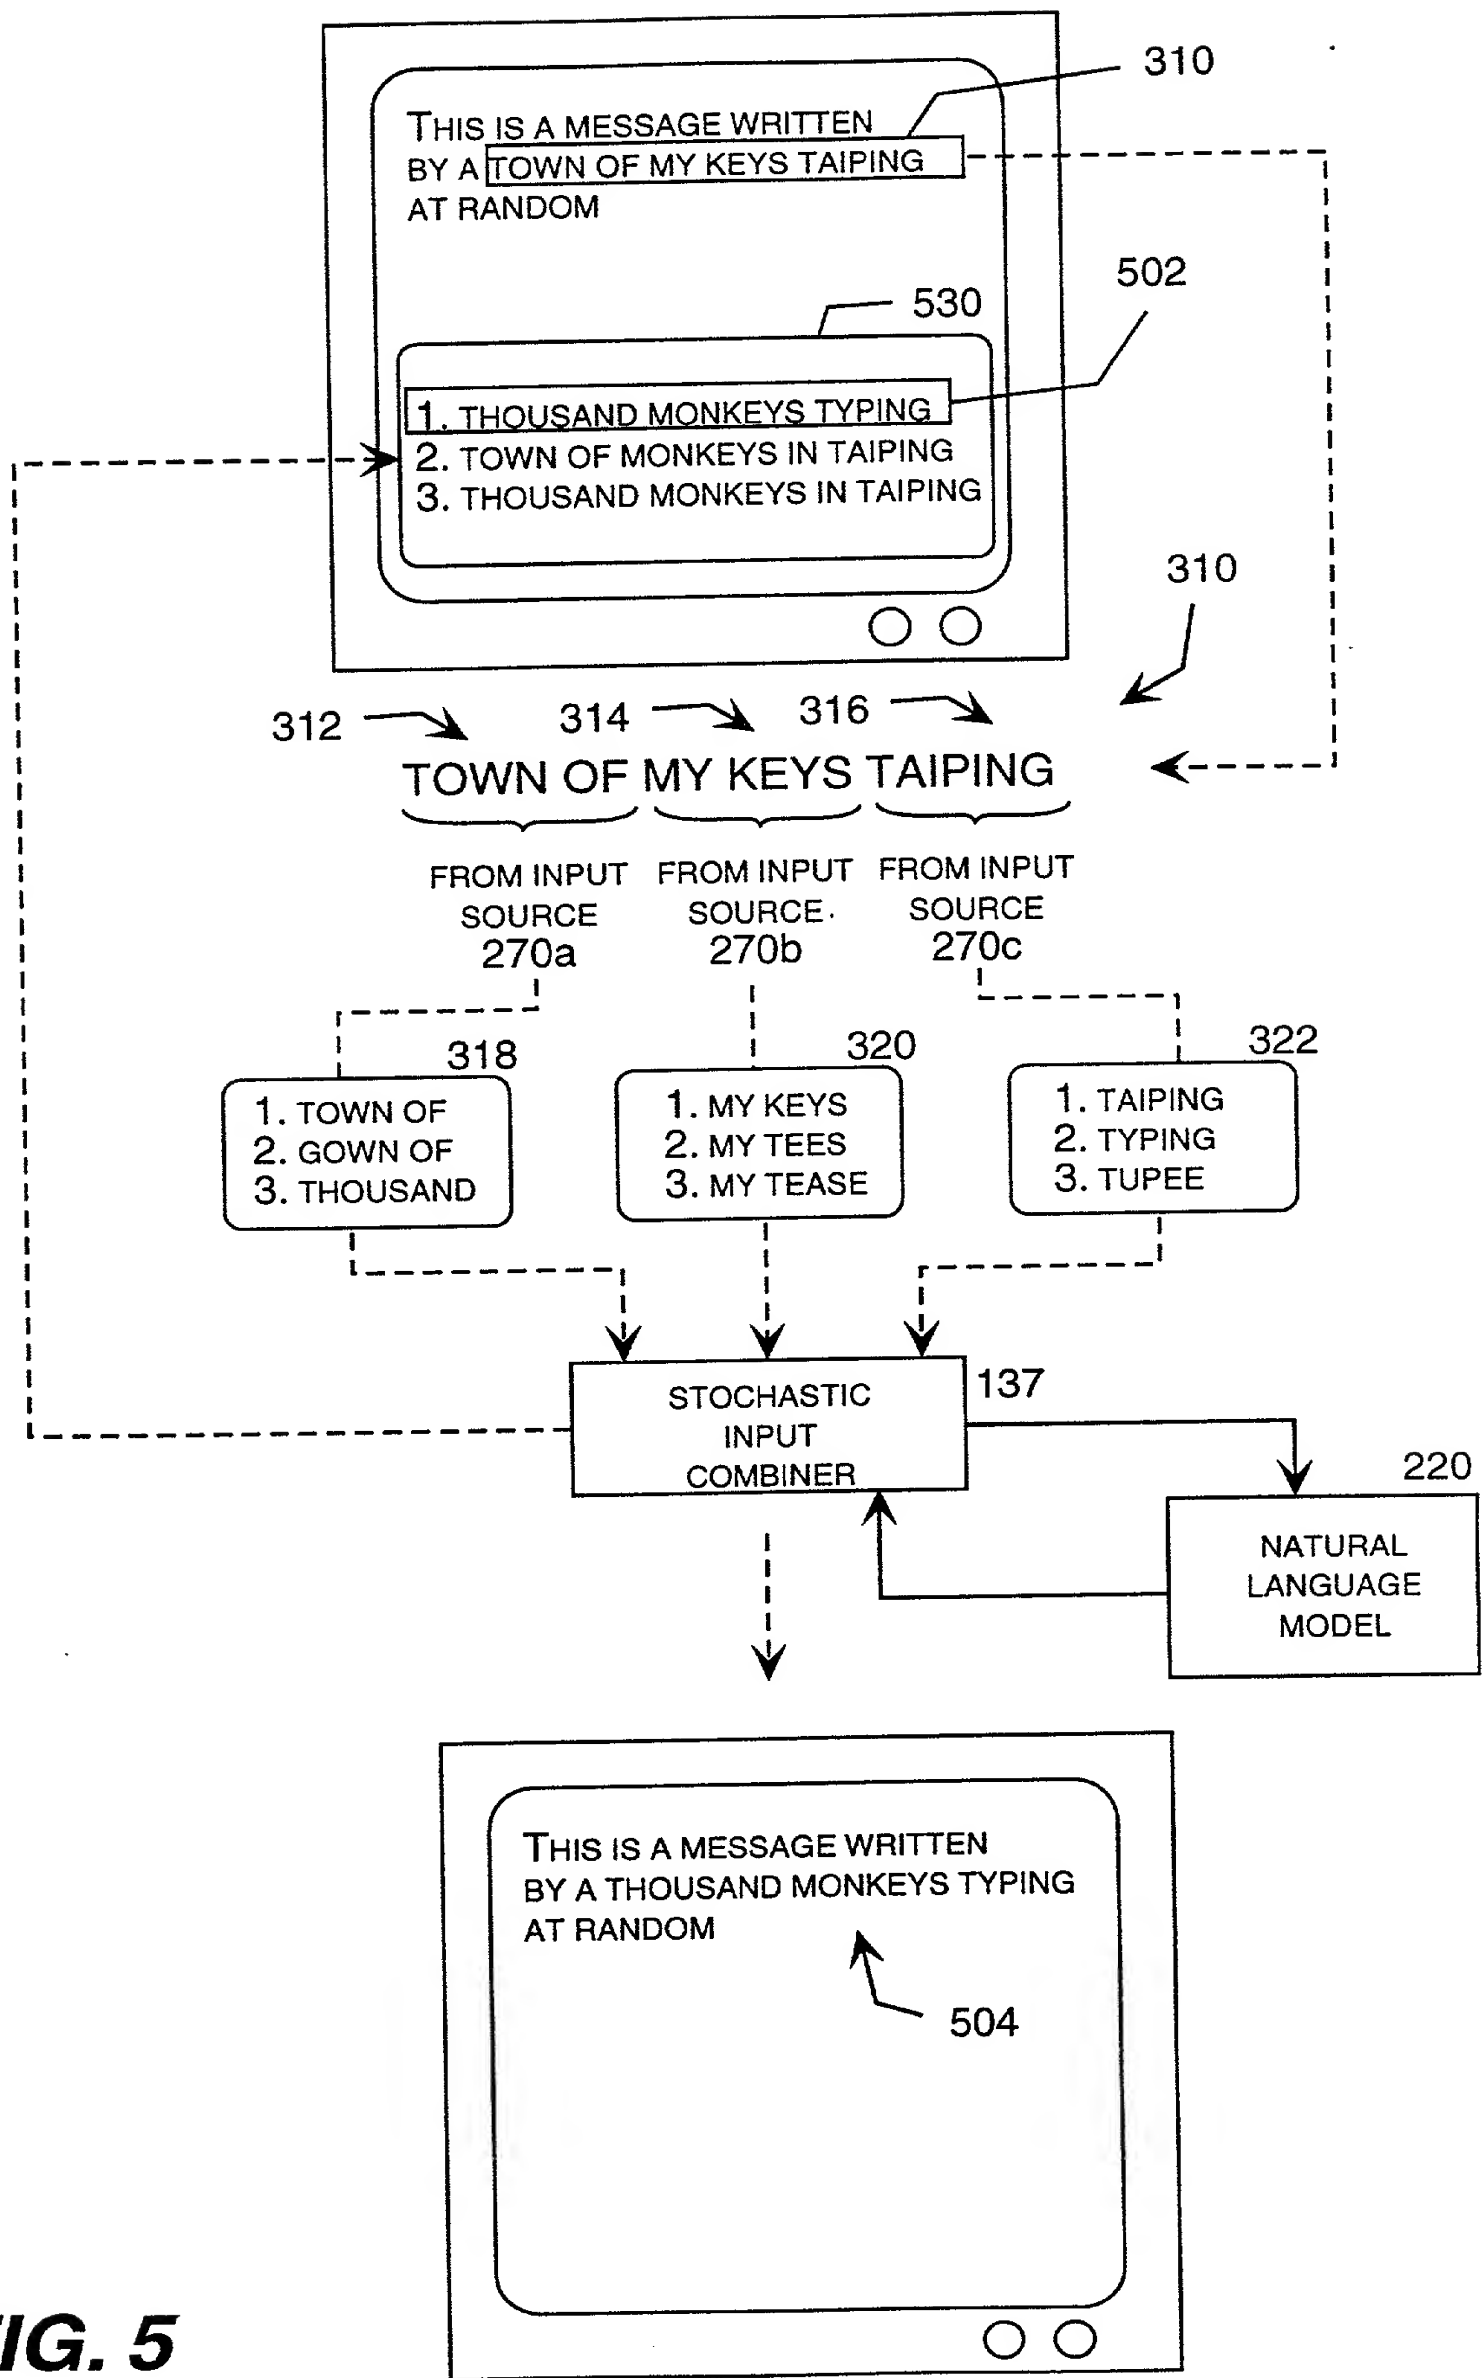 310
THIS IS A MESSAGE WRITTEN
BY A TOWN OF MY KEYS TAIPING
AT RANDOM
502
530
1. THOUSAND MONKEYS TYPING
2. TOWN OF MONKEYS IN TAIPING
3. THOUSAND MONKEYS IN TAIPING
310
312 314 316
TOWN OF MY KEYS TAIPING
FROM INPUT
SOURCE
270a
FROM INPUT
SOURCE
270b
FROM INPUT
SOURCE
270c
318
1. TOWN OF
2. GOWN OF
3. THOUSAND
320
1. MY KEYS
2. MY TEES
3. MY TEASE
322
1. TAIPING
2. TYPING
3. TUPEE
STOCHASTIC
INPUT
COMBINER
137
220
NATURAL
LANGUAGE
MODEL
THIS IS A MESSAGE WRITTEN
BY A THOUSAND MONKEYS TYPING
AT RANDOM
504
IG. 5